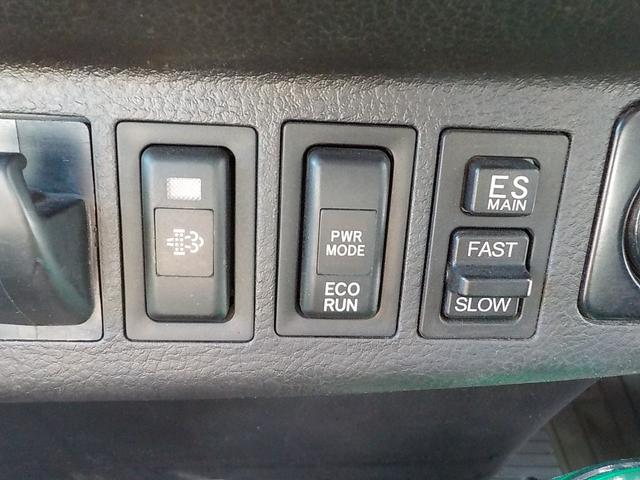 PWR
MODE
ECO
RUN
ES
MAIN
FAST
SLOW